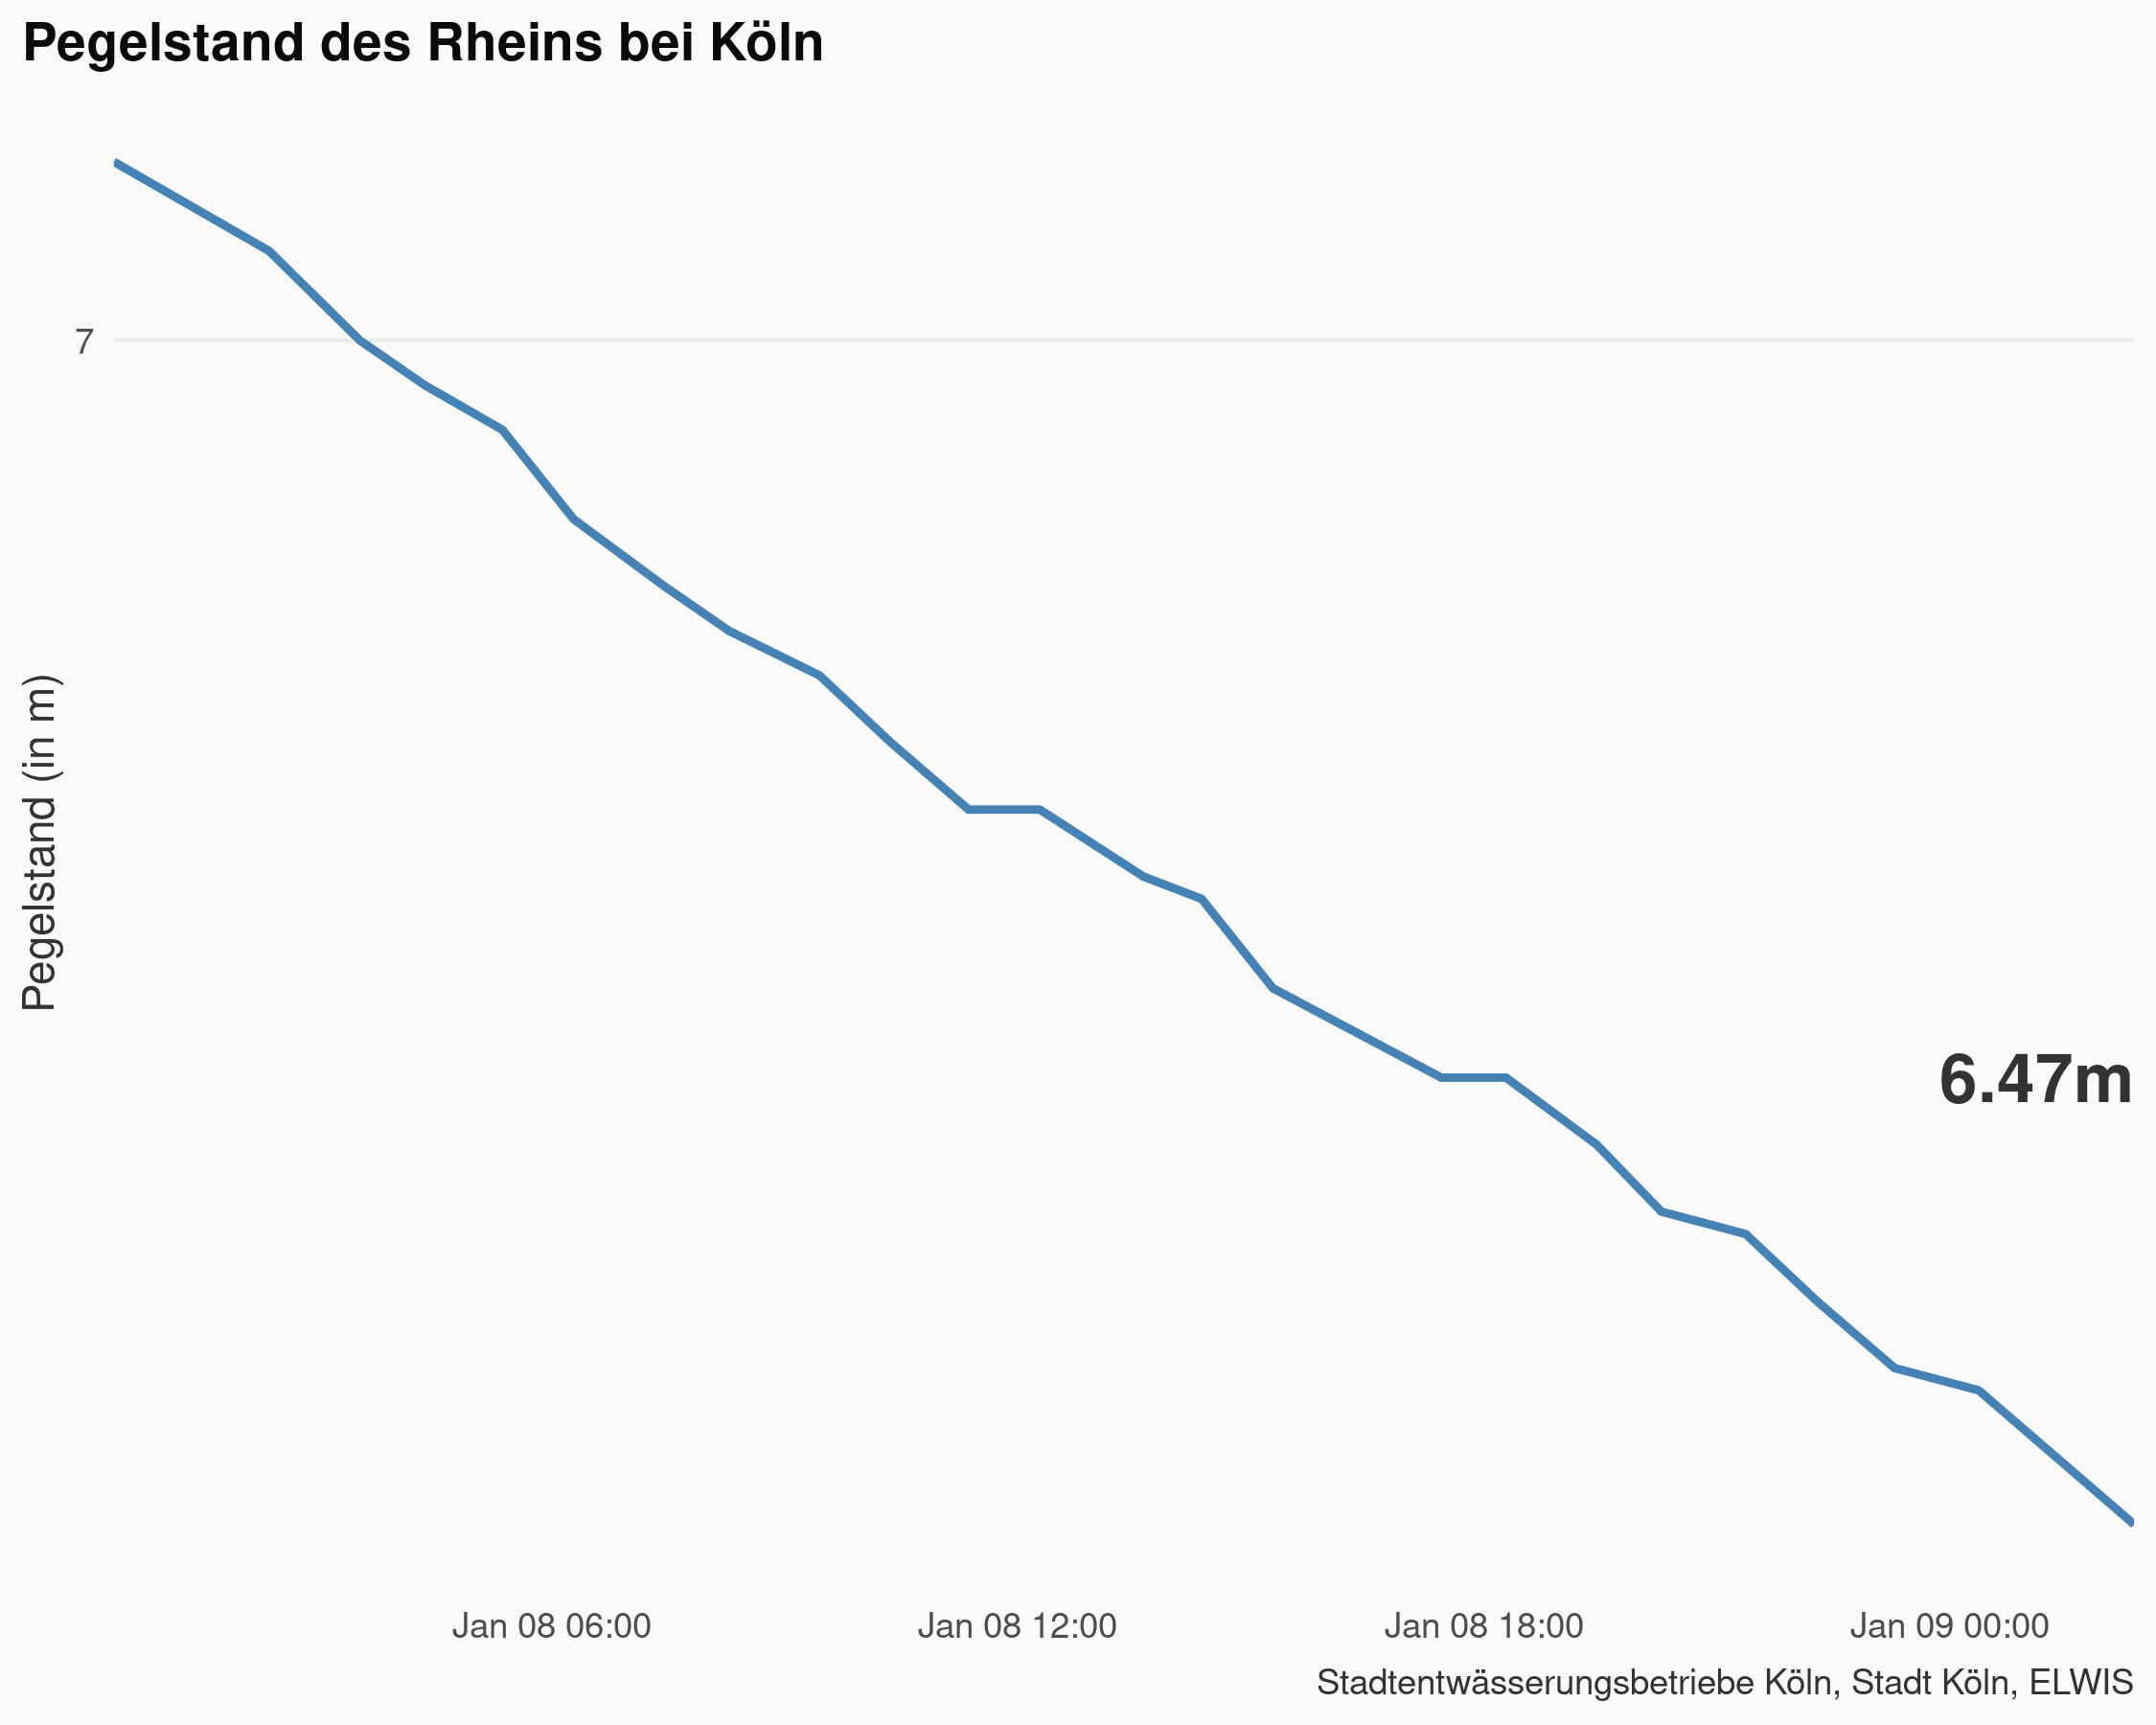 Pegelstand des Rheins bei Köln
7
Pegelstand (in m)
6.47m
Jan 08 06:00
Jan 08 12:00
Jan 08 18:00
Jan 09 00:00
Stadtentwässerungsbetriebe Köln, Stadt Köln, ELWIS